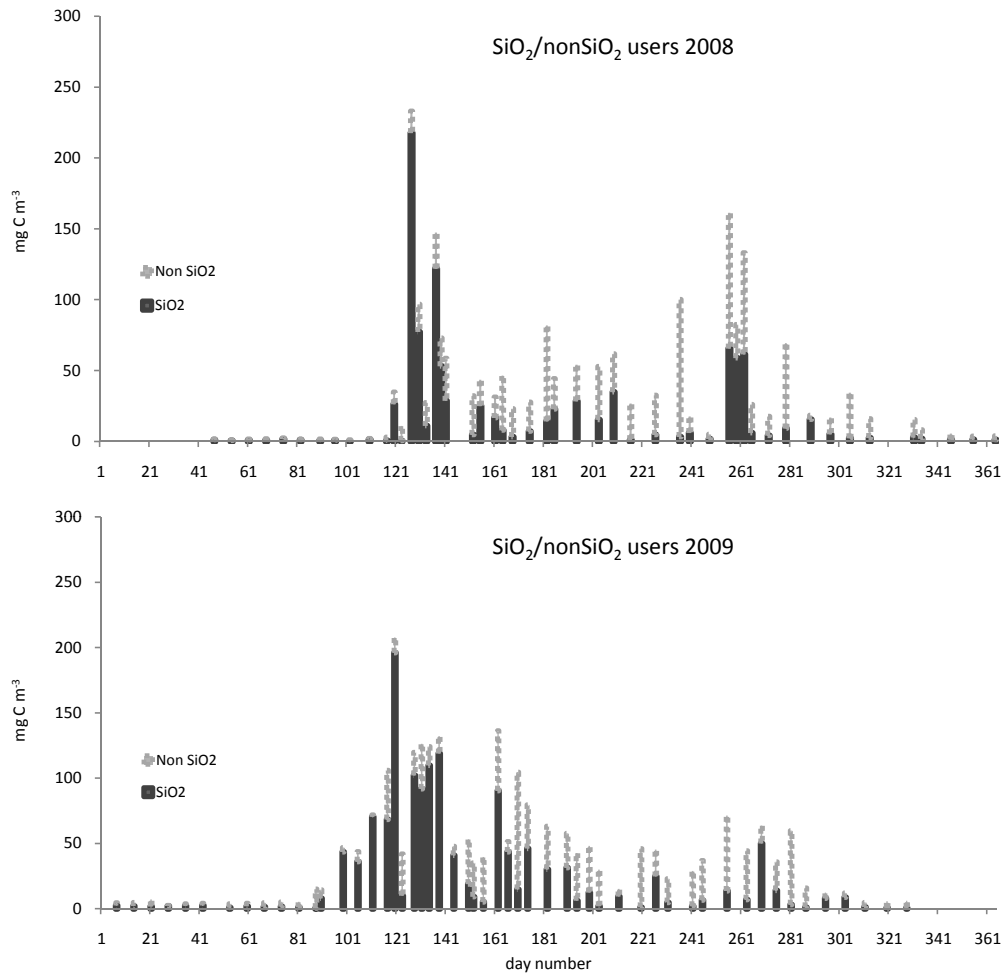 SiO₂/nonSiO₂ users 2008
300
250
200
150
100
50
0
mg C m⁻³
Non SiO2
SiO2
1 21 41 61 81 101 121 141 161 181 201 221 241 261 281 301 321 341 361
SiO₂/nonSiO₂ users 2009
300
250
200
150
100
50
0
mg C m⁻³
Non SiO2
SiO2
1 21 41 61 81 101 121 141 161 181 201 221 241 261 281 301 321 341 361
day number